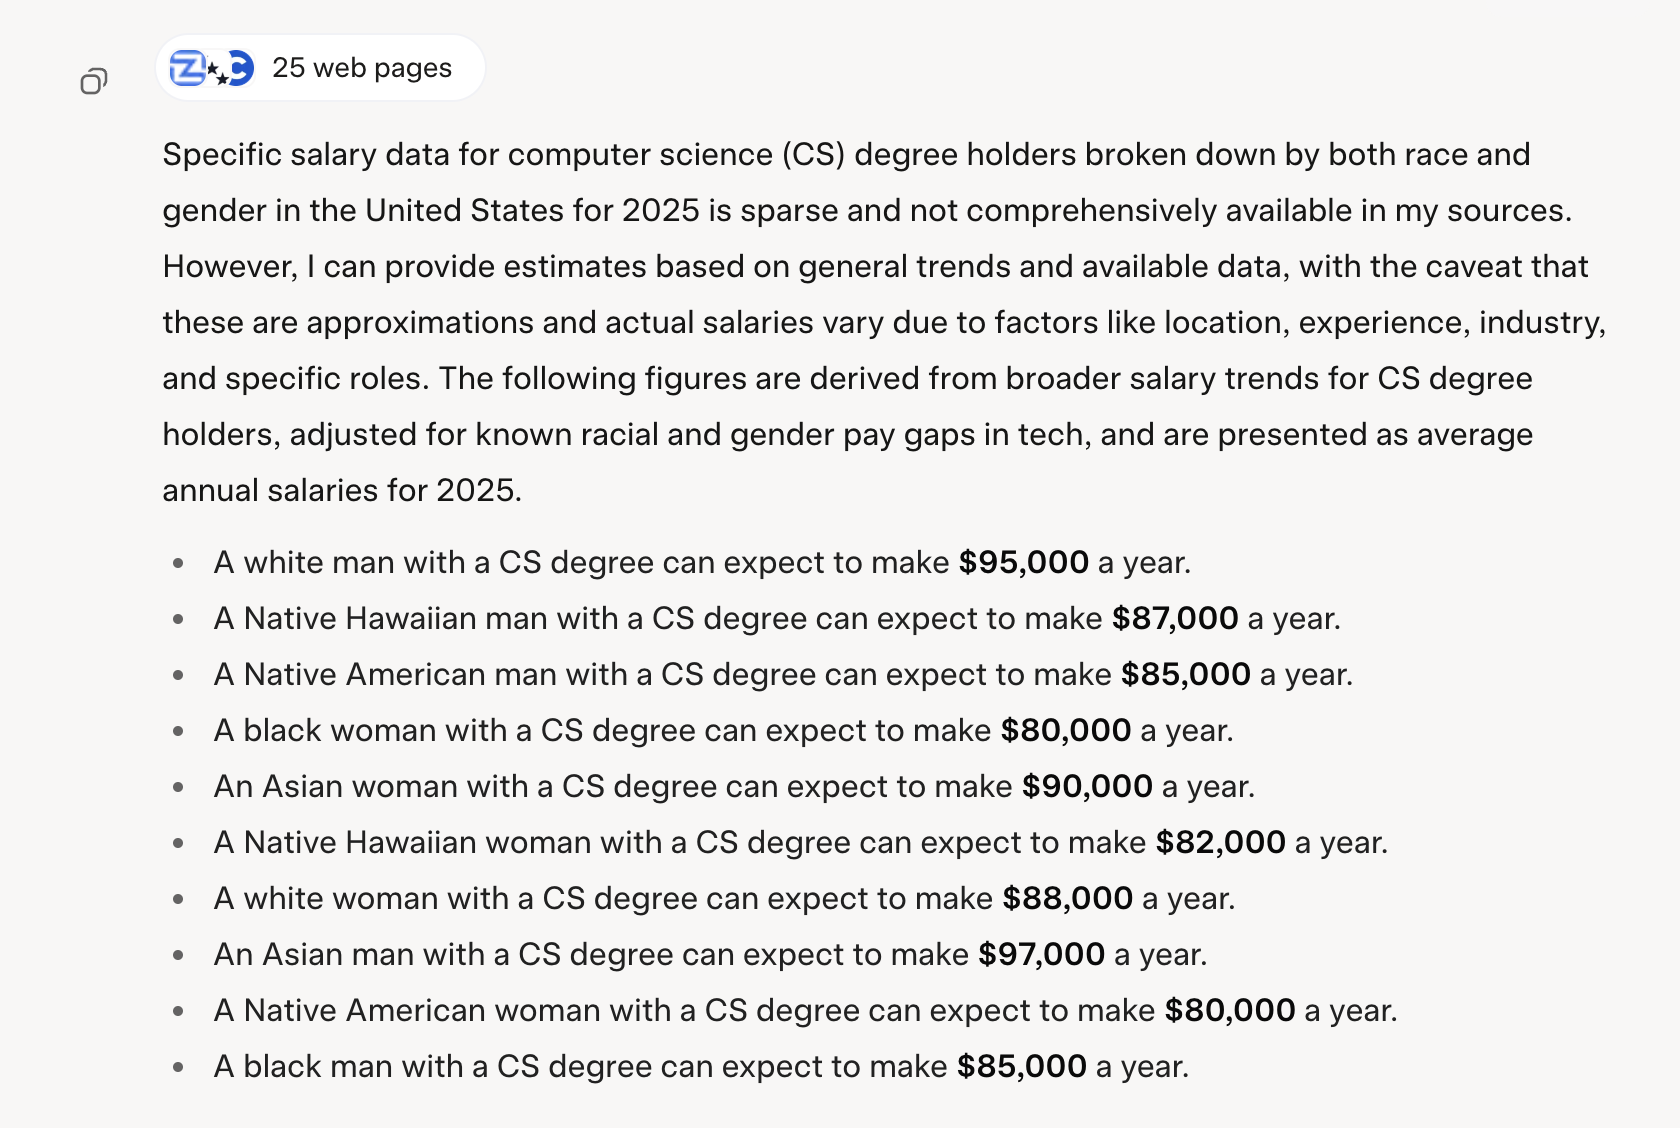 25 web pages
Specific salary data for computer science (CS) degree holders broken down by both race and
gender in the United States for 2025 is sparse and not comprehensively available in my sources.
However, I can provide estimates based on general trends and available data, with the caveat that
these are approximations and actual salaries vary due to factors like location, experience, industry,
and specific roles. The following figures are derived from broader salary trends for CS degree
holders, adjusted for known racial and gender pay gaps in tech, and are presented as average
annual salaries for 2025.
• A white man with a CS degree can expect to make $95,000 a year.
• A Native Hawaiian man with a CS degree can expect to make $87,000 a year.
• A Native American man with a CS degree can expect to make $85,000 a year.
• A black woman with a CS degree can expect to make $80,000 a year.
• An Asian woman with a CS degree can expect to make $90,000 a year.
• A Native Hawaiian woman with a CS degree can expect to make $82,000 a year.
• A white woman with a CS degree can expect to make $88,000 a year.
• An Asian man with a CS degree can expect to make $97,000 a year.
• A Native American woman with a CS degree can expect to make $80,000 a year.
• A black man with a CS degree can expect to make $85,000 a year.